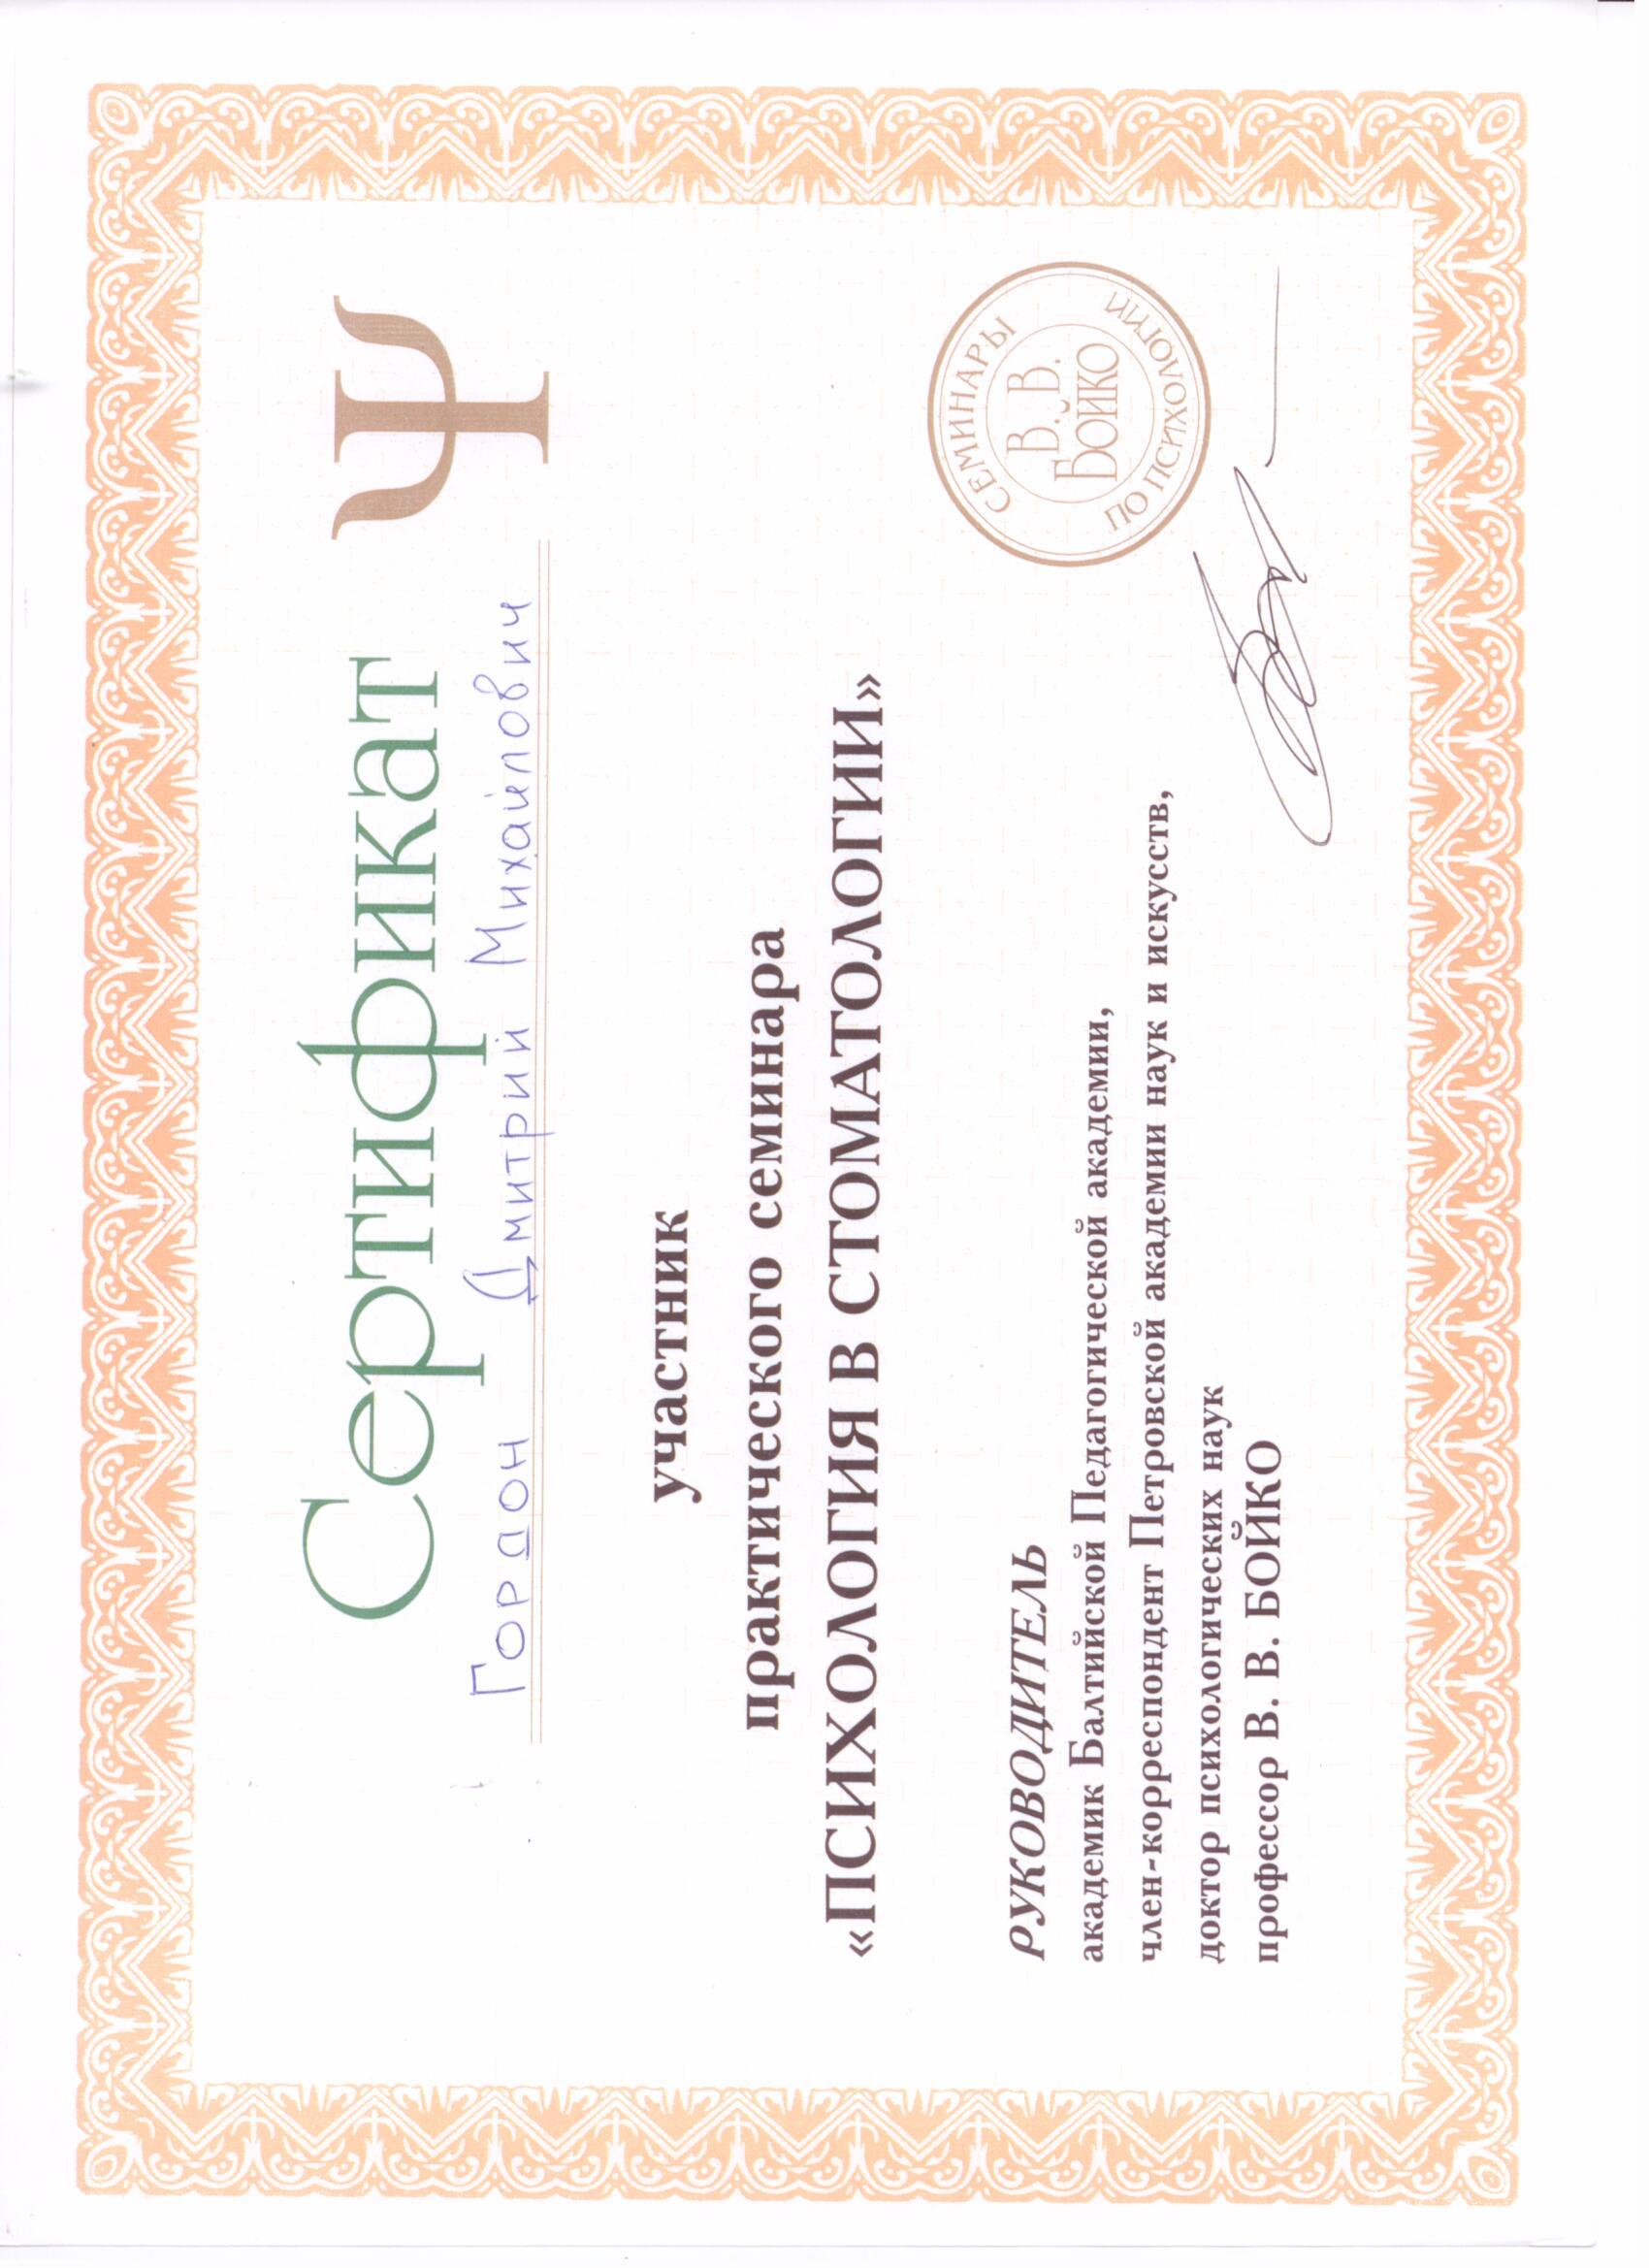 Сертификат
Ψ
Гордон Дмитрий Михайлович
участник
практического семинара
«ПСИХОЛОГИЯ В СТОМАТОЛОГИИ»
РУКОВОДИТЕЛЬ
академик Балтийской Педагогической академии,
член-корреспондент Петровской академии наук и искусств,
доктор психологических наук
профессор В. В. БОЙКО
СЕМИНАРЫ
В. В.
БОЙКО
ПО ПСИХОЛОГИИ